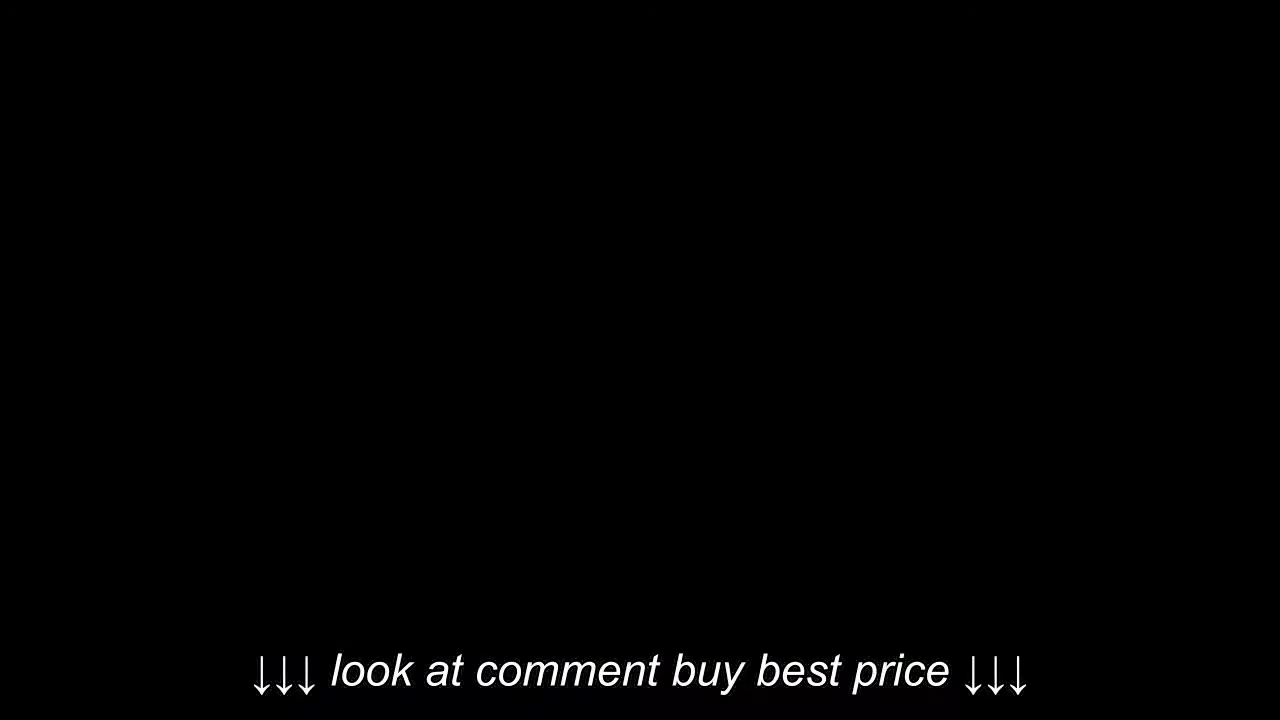 ↓↓↓ look at comment buy best price ↓↓↓